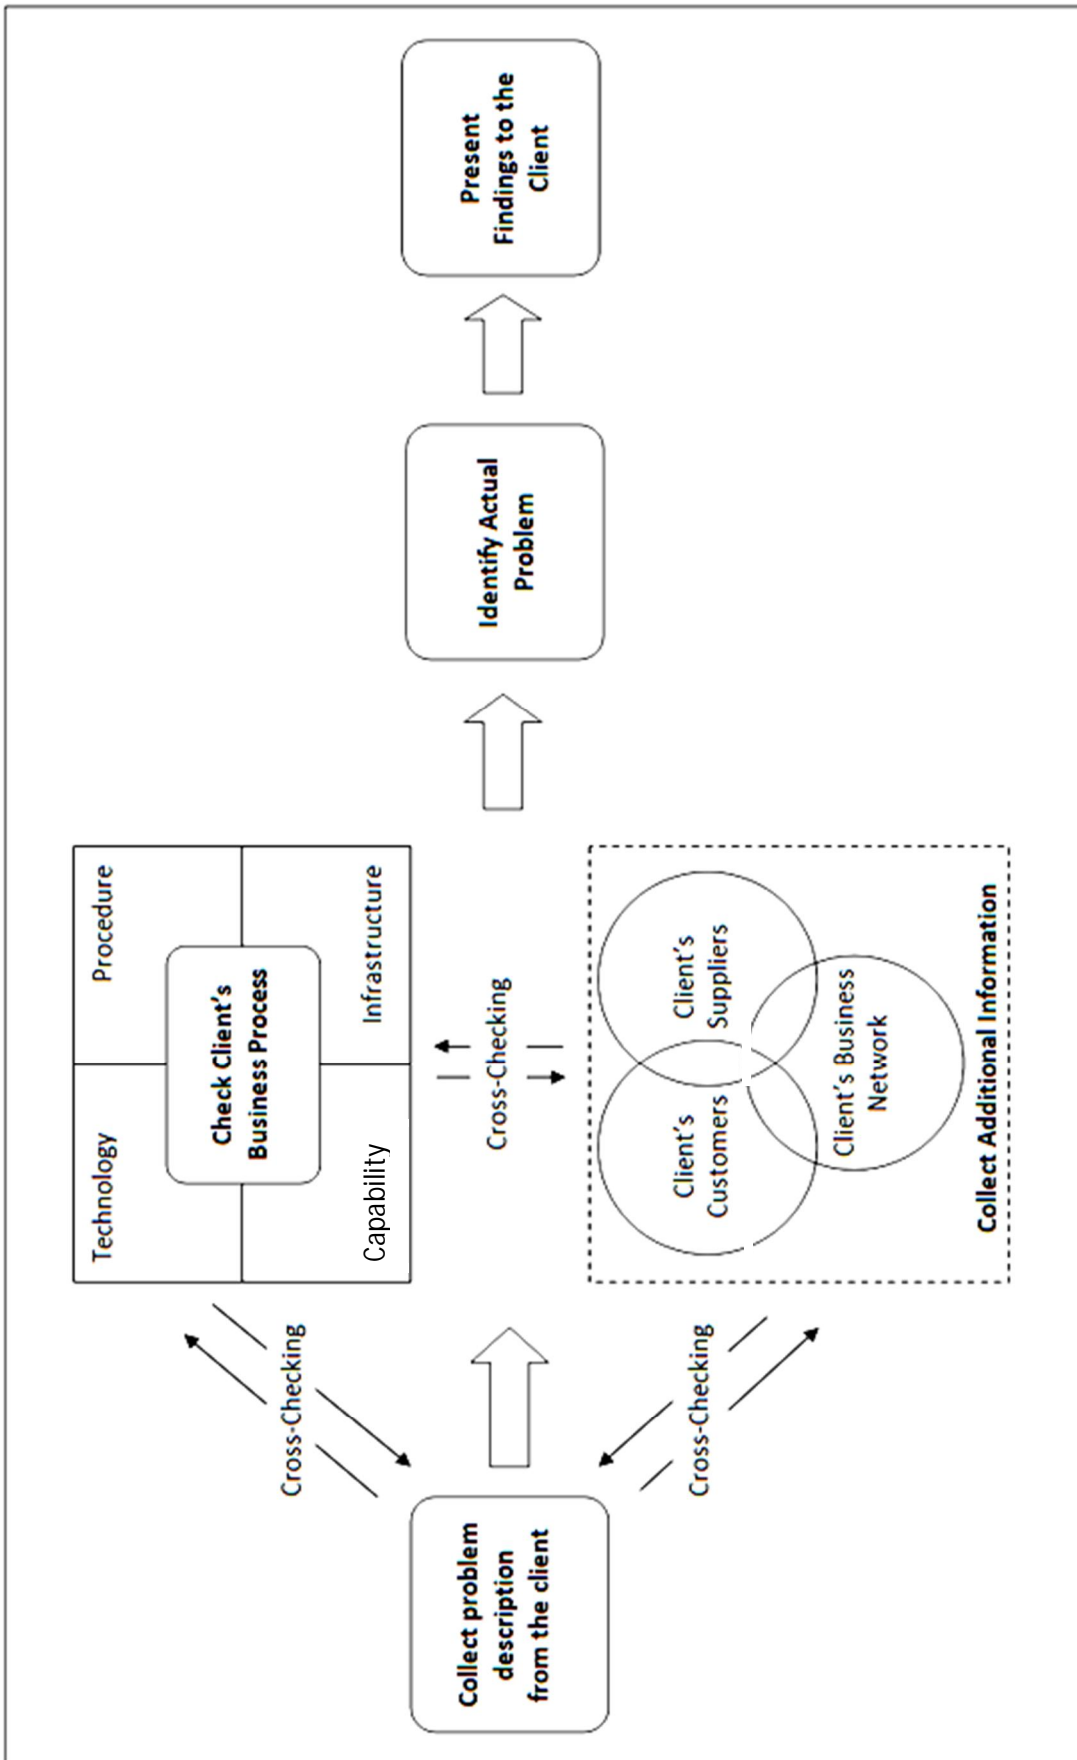 Collect problem
description
from the client
Cross-Checking
Cross-Checking
Technology
Procedure
Check Client's
Business Process
Capability
Infrastructure
Cross-Checking
Client's
Customers
Client's
Suppliers
Client's Business
Network
Collect Additional Information
Identify Actual
Problem
Present
Findings to the
Client